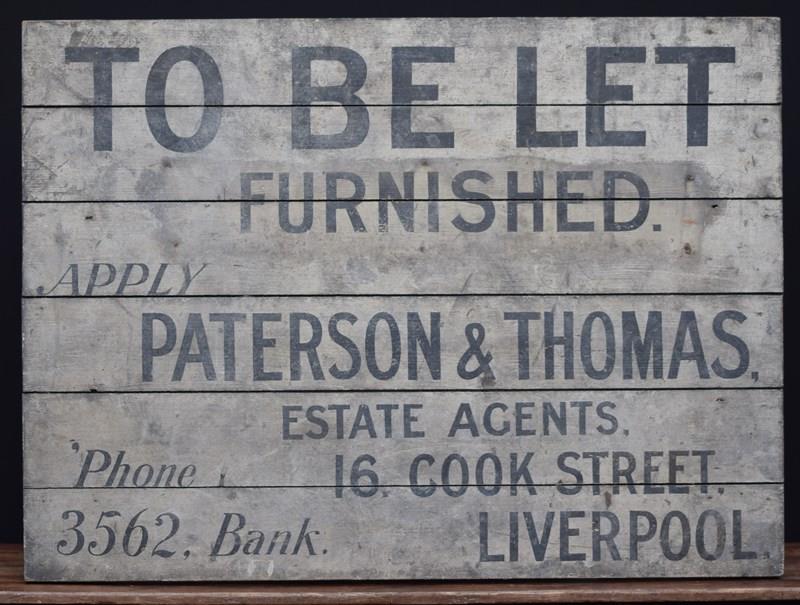 TO BE LET
FURNISHED.
APPLY
PATERSON & THOMAS,
ESTATE AGENTS,
'Phone 16, COOK STREET,
3562, Bank. LIVERPOOL.